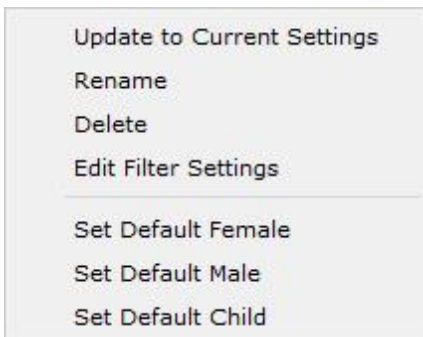 Update to Current Settings
Rename
Delete
Edit Filter Settings
Set Default Female
Set Default Male
Set Default Child